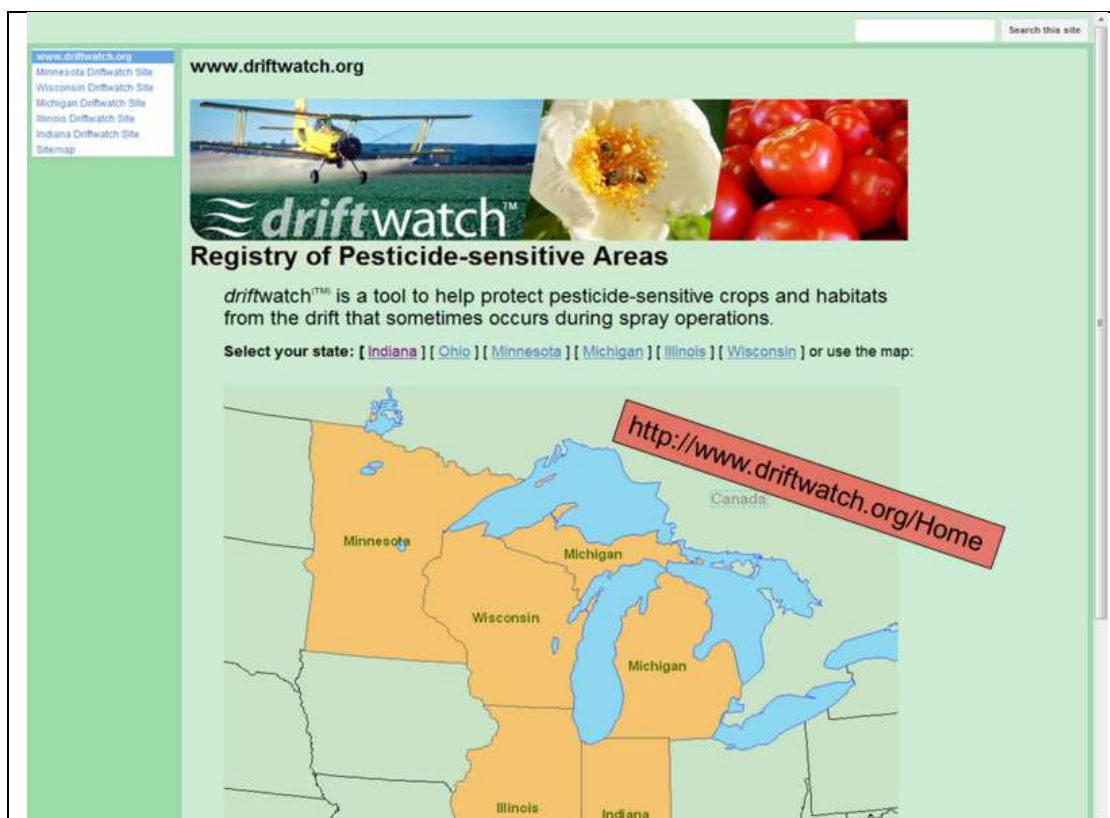 Search this site
www.driftwatch.org
Minnesota Driftwatch Site
Wisconsin Driftwatch Site
Michigan Driftwatch Site
Illinois Driftwatch Site
Indiana Driftwatch Site
Sitemap
www.driftwatch.org
driftwatch™
Registry of Pesticide-sensitive Areas
driftwatch(TM) is a tool to help protect pesticide-sensitive crops and habitats
from the drift that sometimes occurs during spray operations.
Select your state: [ Indiana ] [ Ohio ] [ Minnesota ] [ Michigan ] [ Illinois ] [ Wisconsin ] or use the map:
http://www.driftwatch.org/Home
Canada
Minnesota
Michigan
Wisconsin
Michigan
Illinois
Indiana